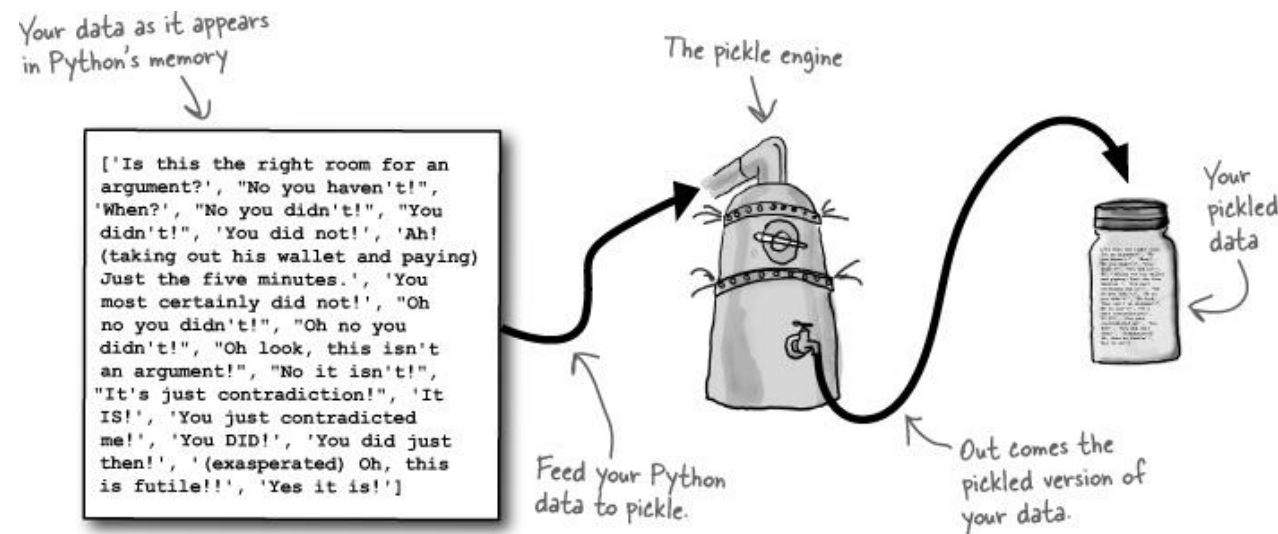 Your data as it appears
in Python's memory
['Is this the right room for an
argument?', "No you haven't!",
'When?', "No you didn't!", "You
didn't!", 'You did not!', 'Ah!
(taking out his wallet and paying)
Just the five minutes.', 'You
most certainly did not!', "Oh
no you didn't!", "Oh no you
didn't!", "Oh look, this isn't
an argument!", "No it isn't!",
"It's just contradiction!", 'It
IS!', 'You just contradicted
me!', 'You DID!', 'You did just
then!', '(exasperated) Oh, this
is futile!!', 'Yes it is!']
Feed your Python
data to pickle.
The pickle engine
Out comes the
pickled version of
your data.
Your
pickled
data